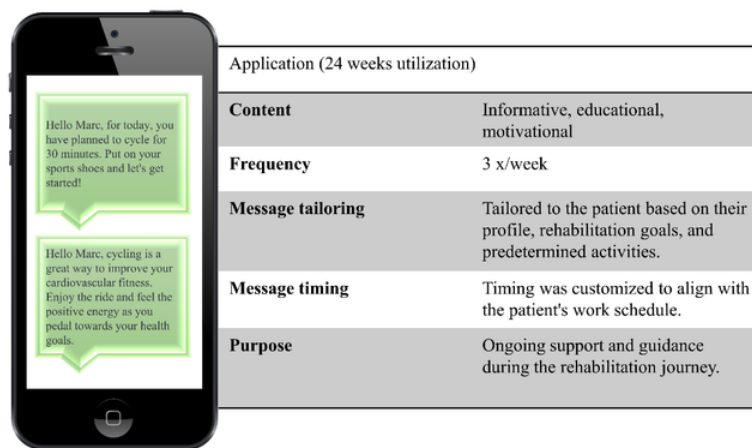 Hello Marc, for today, you
have planned to cycle for
30 minutes. Put on your
sports shoes and let's get
started!
Hello Marc, cycling is a
great way to improve your
cardiovascular fitness.
Enjoy the ride and feel the
positive energy as you
pedal towards your health
goals.
Application (24 weeks utilization)
Content
Informative, educational,
motivational
Frequency
3 x/week
Message tailoring
Tailored to the patient based on their
profile, rehabilitation goals, and
predetermined activities.
Message timing
Timing was customized to align with
the patient's work schedule.
Purpose
Ongoing support and guidance
during the rehabilitation journey.